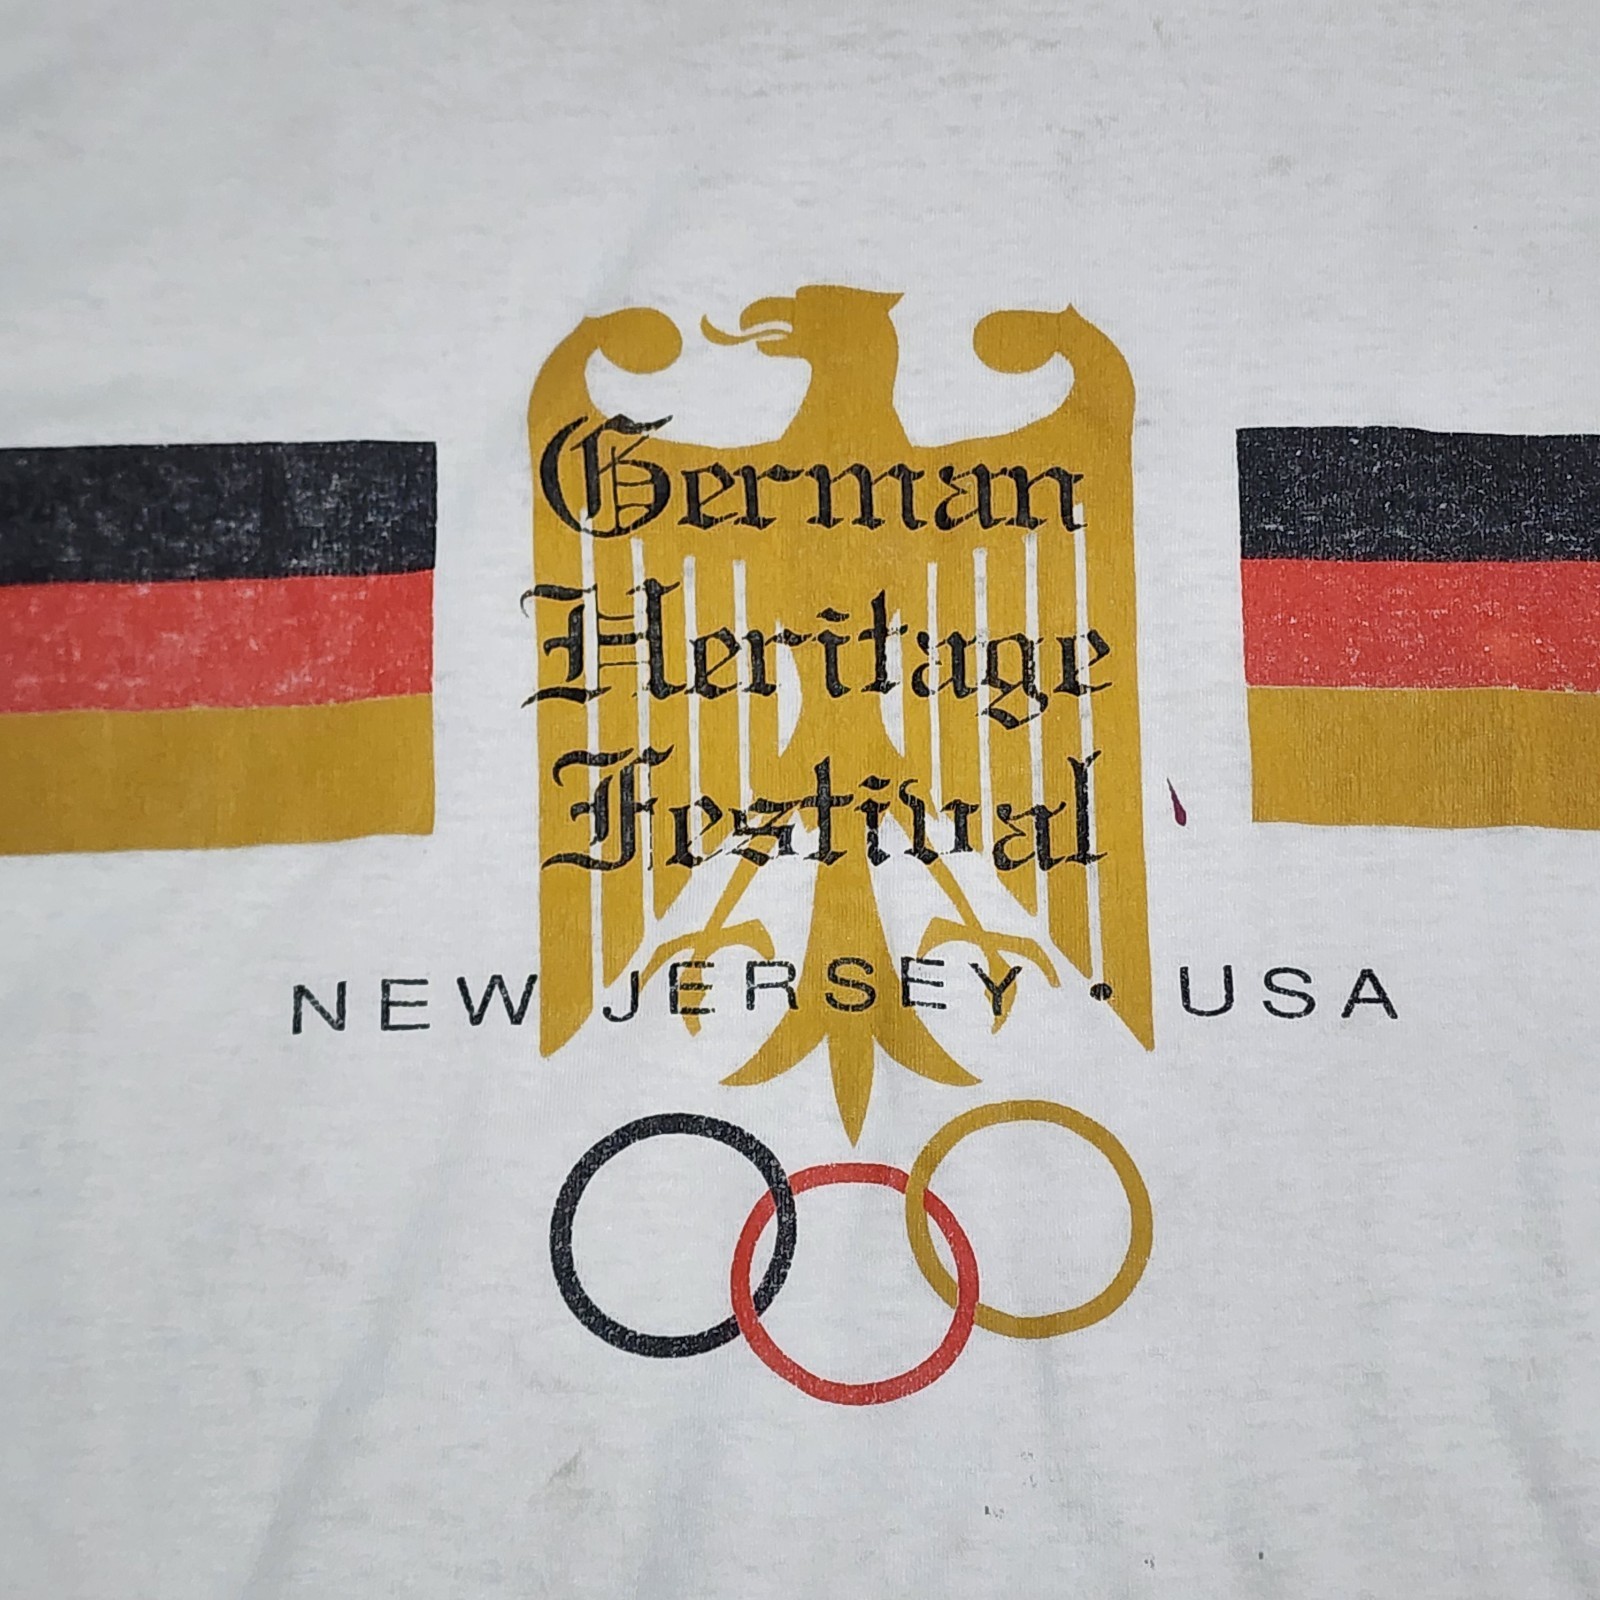 German
Heritage
Festival
NEW JERSEY • USA